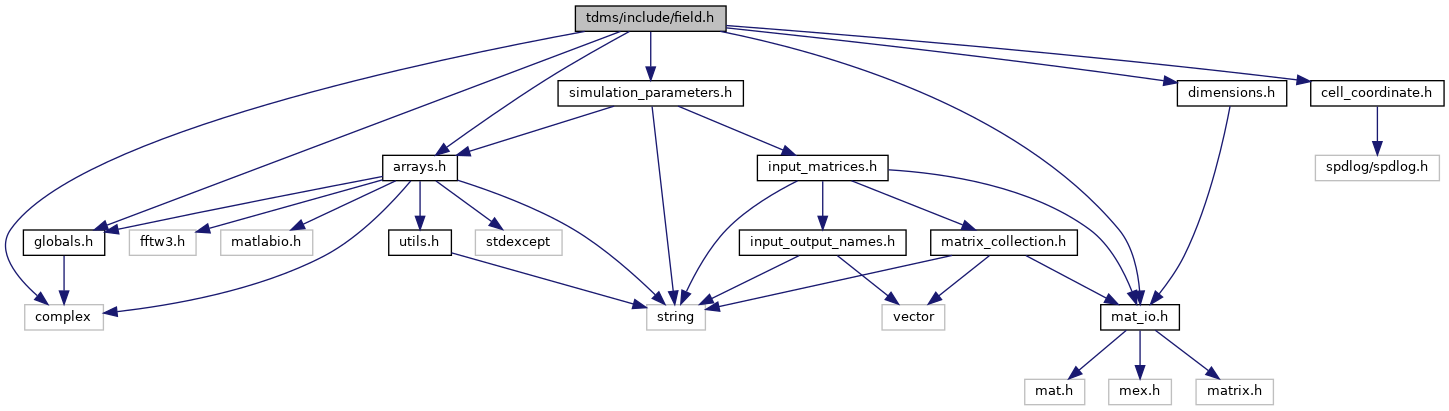 tdms/include/field.h
simulation_parameters.h
dimensions.h
cell_coordinate.h
arrays.h
input_matrices.h
spdlog/spdlog.h
globals.h
fftw3.h
matlabio.h
utils.h
stdexcept
input_output_names.h
matrix_collection.h
complex
string
vector
mat_io.h
mat.h
mex.h
matrix.h